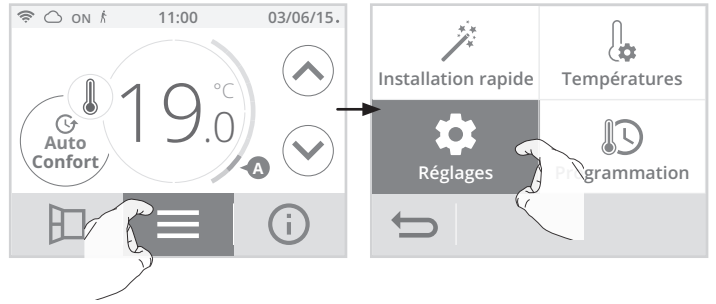 ON 11:00 03/06/15.
°C
19.0
Auto
Confort
A
Installation rapide Températures
Réglages Programmation